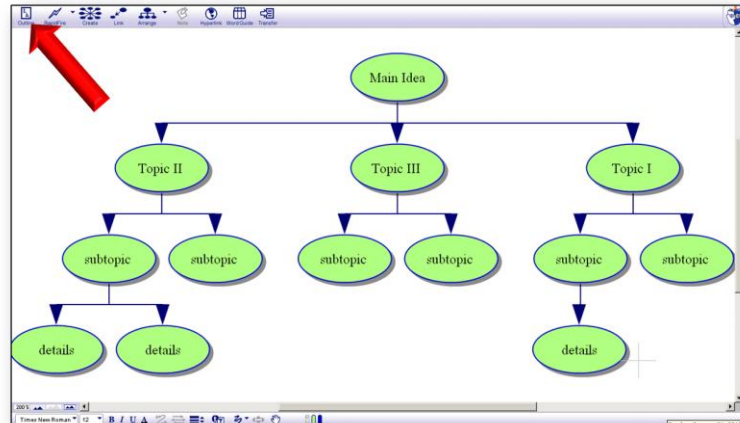 Outline RapidFire Create Link Arrange Note Hyperlink Word Guide Transfer
Main Idea
Topic II Topic III Topic I
subtopic subtopic subtopic subtopic subtopic subtopic
details details details
200%
Times New Roman 12 B I U A